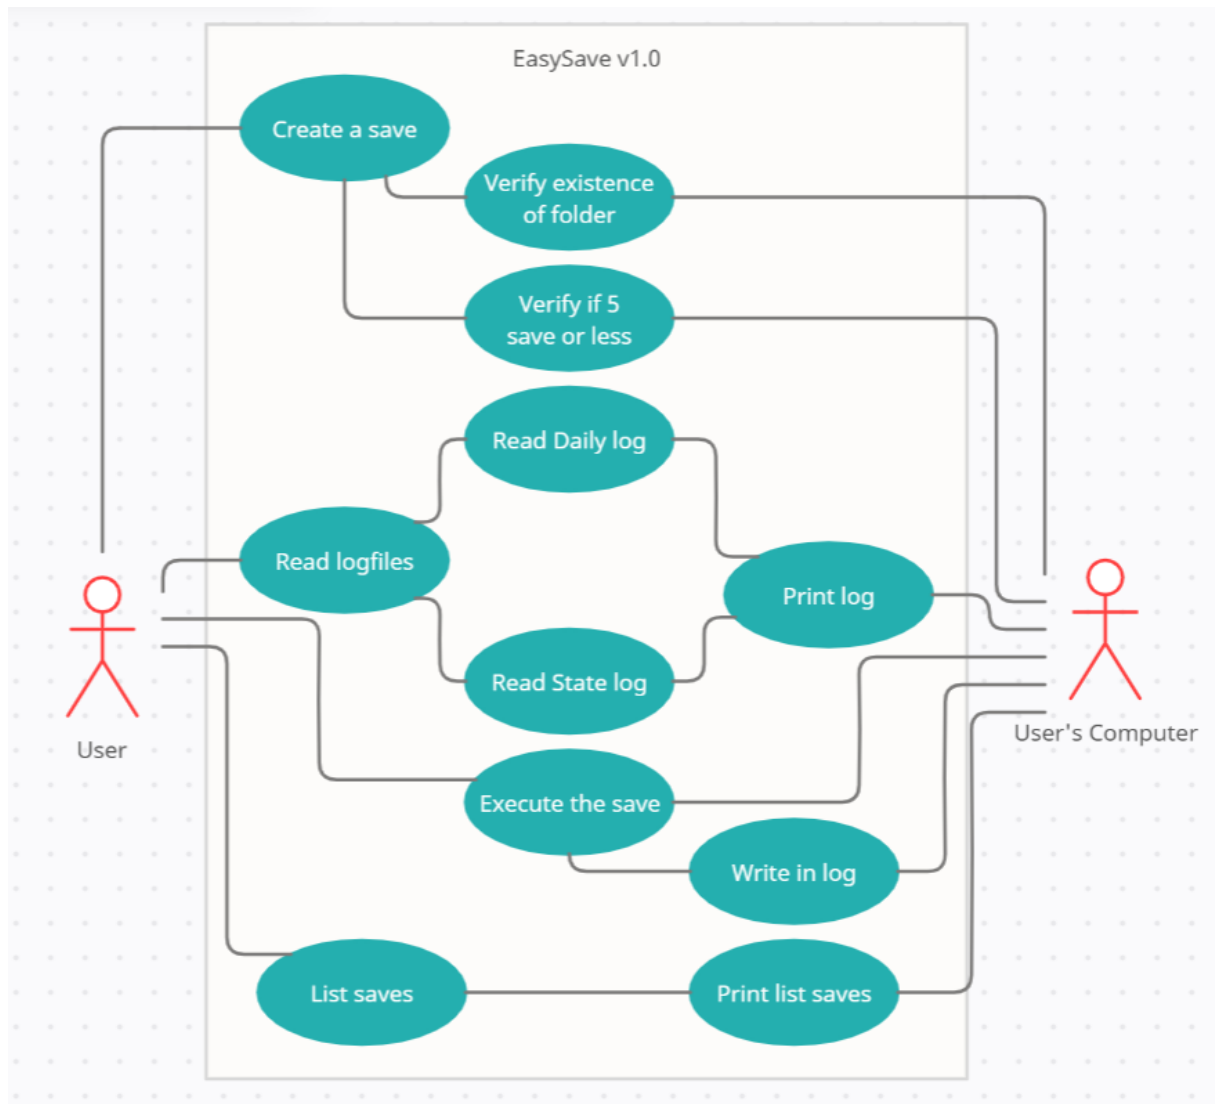 EasySave v1.0
Create a save
Verify existence
of folder
Verify if 5
save or less
Read Daily log
Read logfiles
Print log
Read State log
User
User's Computer
Execute the save
Write in log
List saves
Print list saves